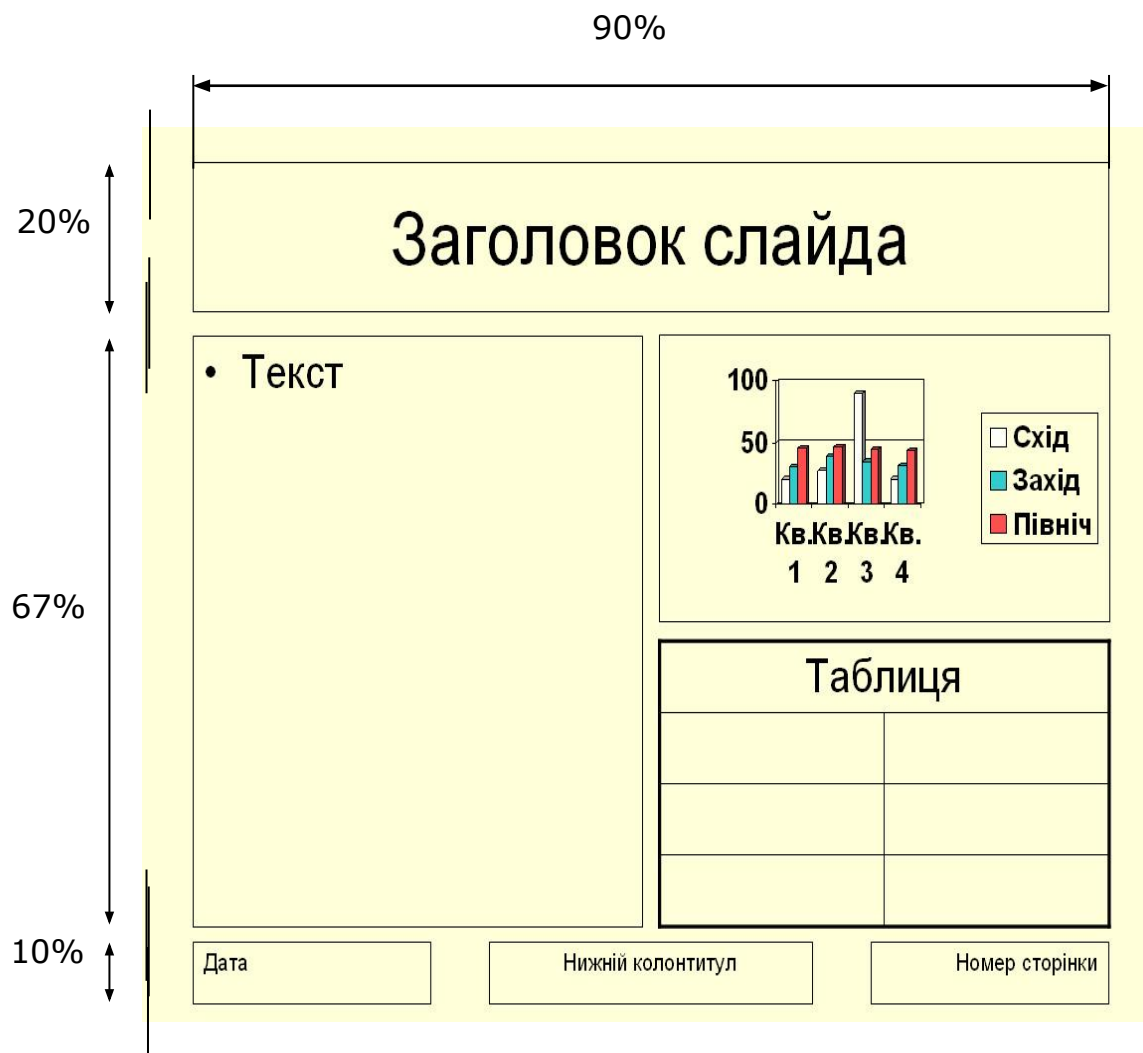 90%
20%
Заголовок слайда
• Текст
100
50
0
Кв. Кв. Кв. Кв.
1 2 3 4
Схід
Захід
Північ
67%
Таблиця
10%
Дата
Нижній колонтитул
Номер сторінки